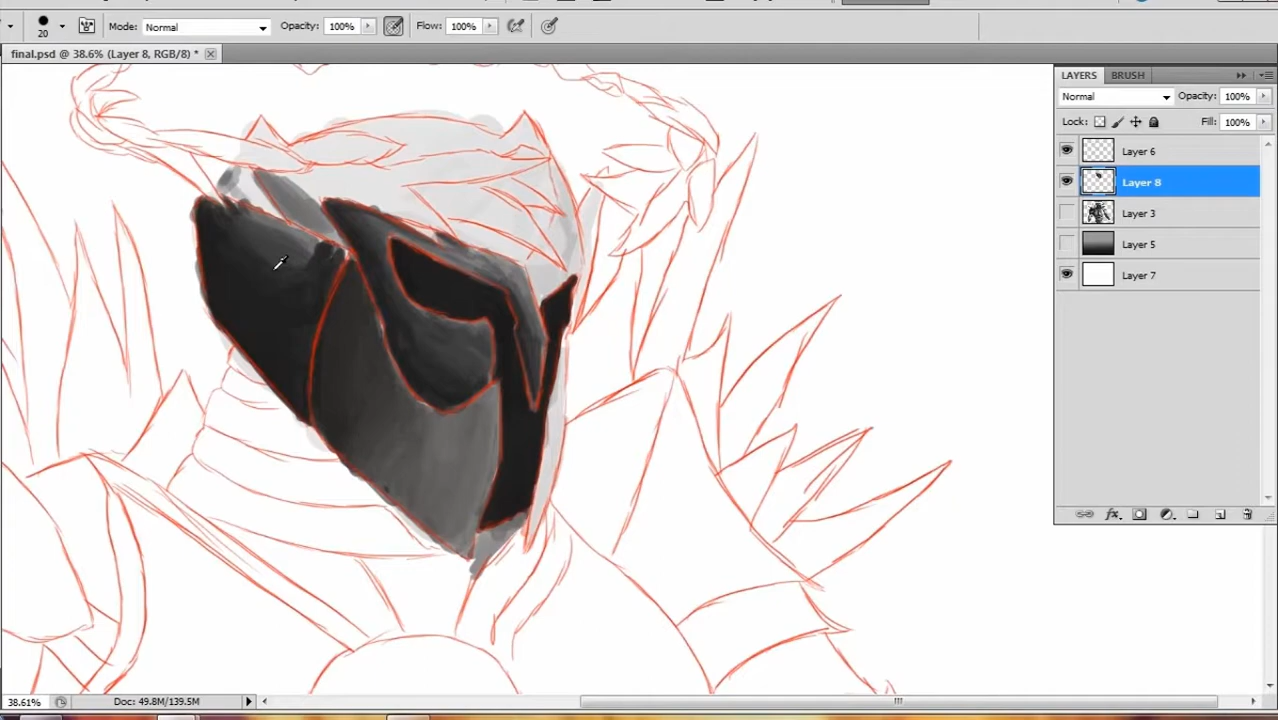 Mode: Normal Opacity: 100% Flow: 100%
20
final.psd @ 38.6% (Layer 8, RGB/8) *
LAYERS BRUSH
Normal Opacity: 100%
Lock: Fill: 100%
Layer 6
Layer 8
Layer 3
Layer 5
Layer 7
fx
38.61% Doc: 49.8M/139.5M